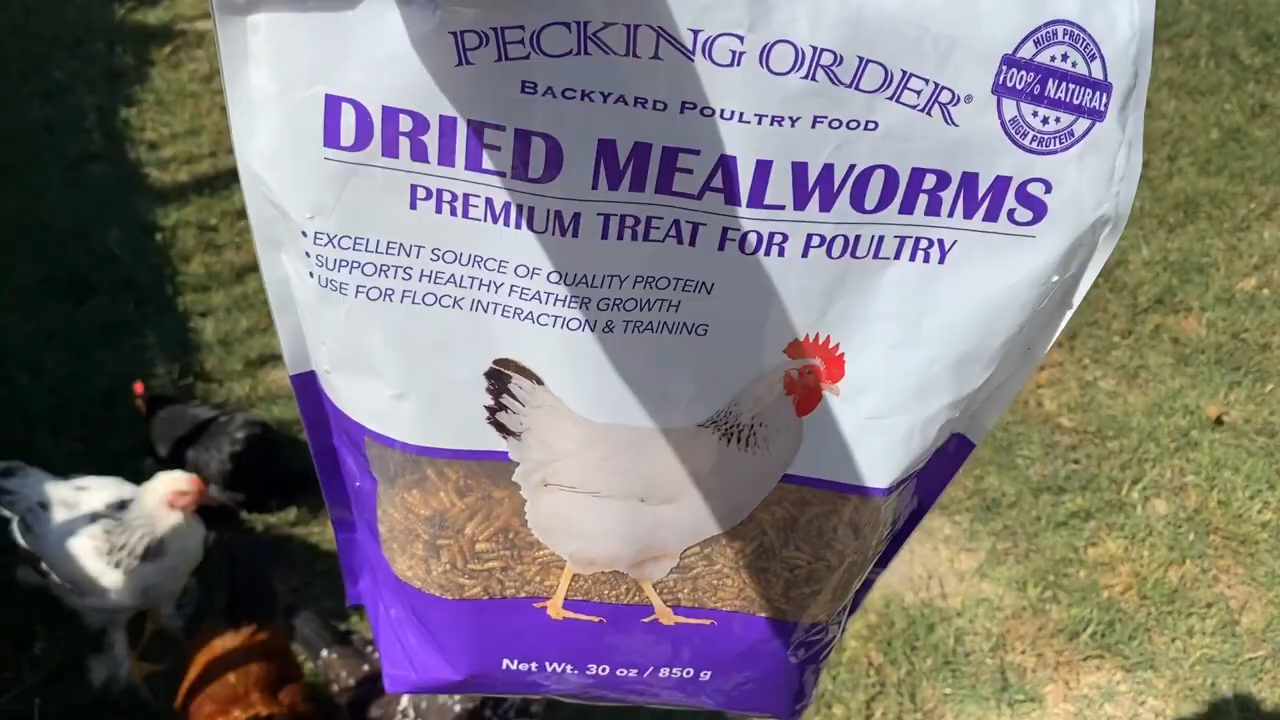 PECKING ORDER®
BACKYARD POULTRY FOOD
HIGH PROTEIN
100% NATURAL
HIGH PROTEIN
DRIED MEALWORMS
PREMIUM TREAT FOR POULTRY
• EXCELLENT SOURCE OF QUALITY PROTEIN
• SUPPORTS HEALTHY FEATHER GROWTH
• USE FOR FLOCK INTERACTION & TRAINING
Net Wt. 30 oz / 850 g